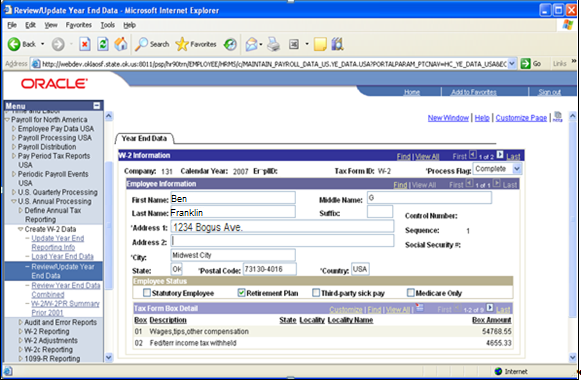 Review/Update Year End Data - Microsoft Internet Explorer
File Edit View Favorites Tools Help
Back Search Favorites
Address http://webdev.oklaosf.state.ok.us:8011/psp/hr90trn/EMPLOYEE/HRMS/c/MAINTAIN_PAYROLL_DATA_US.YE_DATA.USA?PORTALPARAM_PTCNAV=HC_YE_DATA_USA&EC Go Links
ORACLE
Home Add to Favorites Sign out
Menu
Payroll for North America
Employee Pay Data USA
Payroll Processing USA
Payroll Distribution
Pay Period Tax Reports USA
Periodic Payroll Events USA
U.S. Quarterly Processing
U.S. Annual Processing
Define Annual Tax Reporting
Create W-2 Data
- Update Year End Reporting Info
- Load Year End Data
- Review/Update Year End Data
- Review Year End Data Combined
- W-2/W-2PR Summary Prior 2001
Audit and Error Reports
W-2 Reporting
W-2 Adjustments
W-2c Reporting
1099-R Reporting
New Window | Help | Customize Page |
Year End Data
W-2 Information Find | View All First 1 of 2 Last
Company: 131 Calendar Year: 2007 Tax Form ID: W-2 *Process Flag: Complete
Employee Information Find | View All First 1 of 1 Last
First Name: Ben Middle Name: G
Last Name: Franklin Suffix: Control Number:
*Address 1: 1234 Bogus Ave. Sequence: 1
Address 2: Social Security #:
*City: Midwest City
State: OK *Postal Code: 73130-4016 *Country: USA
Employee Status
Statutory Employee Retirement Plan Third-party sick pay Medicare Only
Tax Form Box Detail Customize | Find | View All | First 1-2 of 3 Last
Box Description State Locality Locality Name Box Amount
01 Wages,tips,other compensation 54768.55
02 Fed/tern income tax withheld 4655.33
Internet